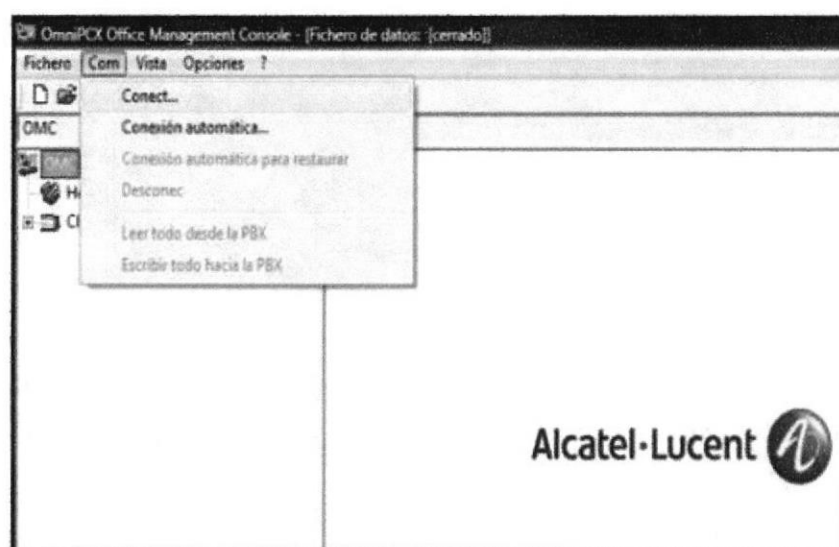 OmniPCX Office Management Console - [Fichero de datos: :[cerrado]]
Fichero Com Vista Opciones ?
Conect...
OMC
Conexión automática...
Conexión automática para restaurar
Desconec
Leer todo desde la PBX
Escribir todo hacia la PBX
Alcatel·Lucent